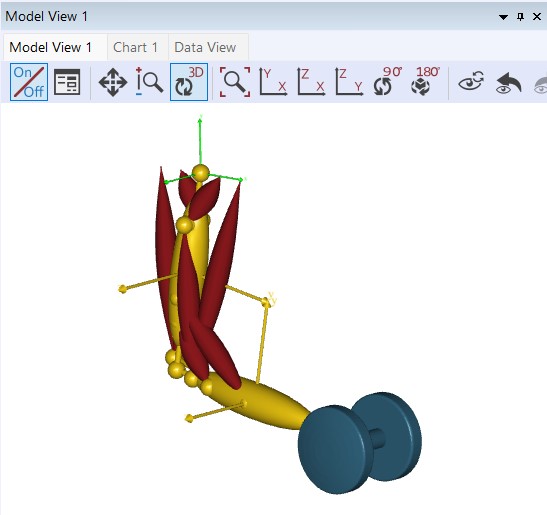 Model View 1
Model View 1 Chart 1 Data View
On Off 3D Y X Z X Z Y 90° 180°